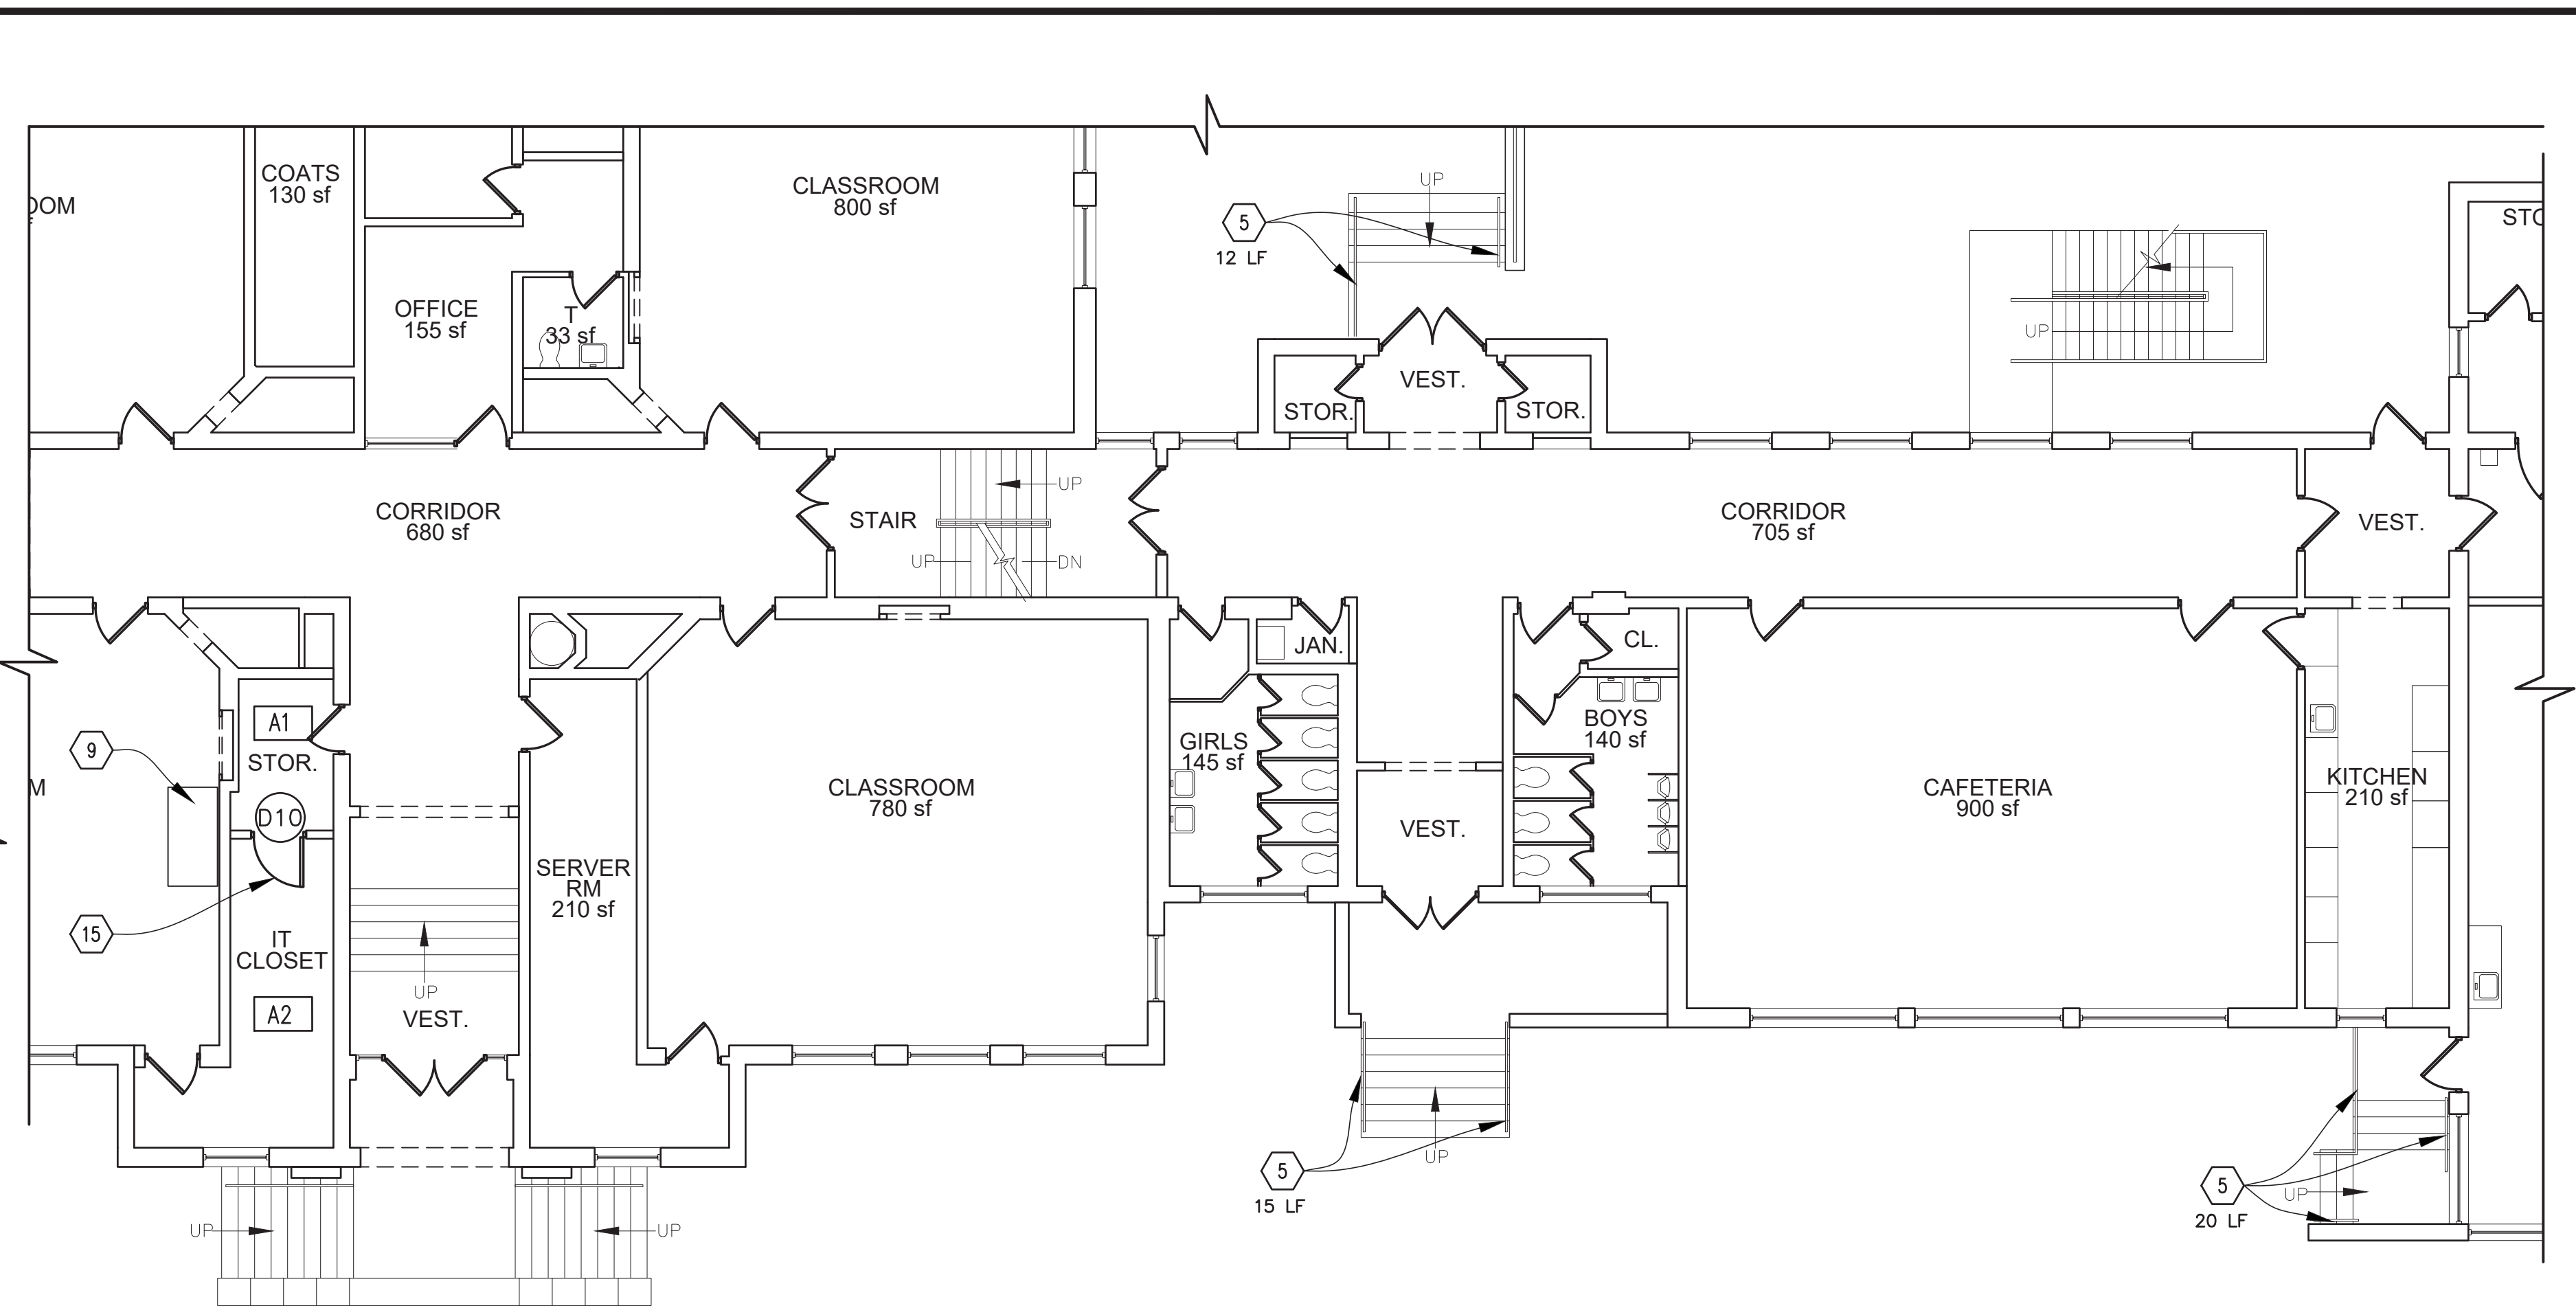 COATS
130 sf
OOM
CLASSROOM
800 sf
UP
5
12 LF
STO
OFFICE
155 sf
T
33 sf
UP
VEST.
STOR.
STOR.
CORRIDOR
680 sf
STAIR
UP
UP
DN
CORRIDOR
705 sf
VEST.
JAN.
CL.
A1
STOR.
9
M
D10
CLASSROOM
780 sf
GIRLS
145 sf
BOYS
140 sf
VEST.
CAFETERIA
900 sf
KITCHEN
210 sf
SERVER
RM
210 sf
15
IT
CLOSET
A2
UP
VEST.
UP
UP
5
15 LF
UP
5
20 LF
UP